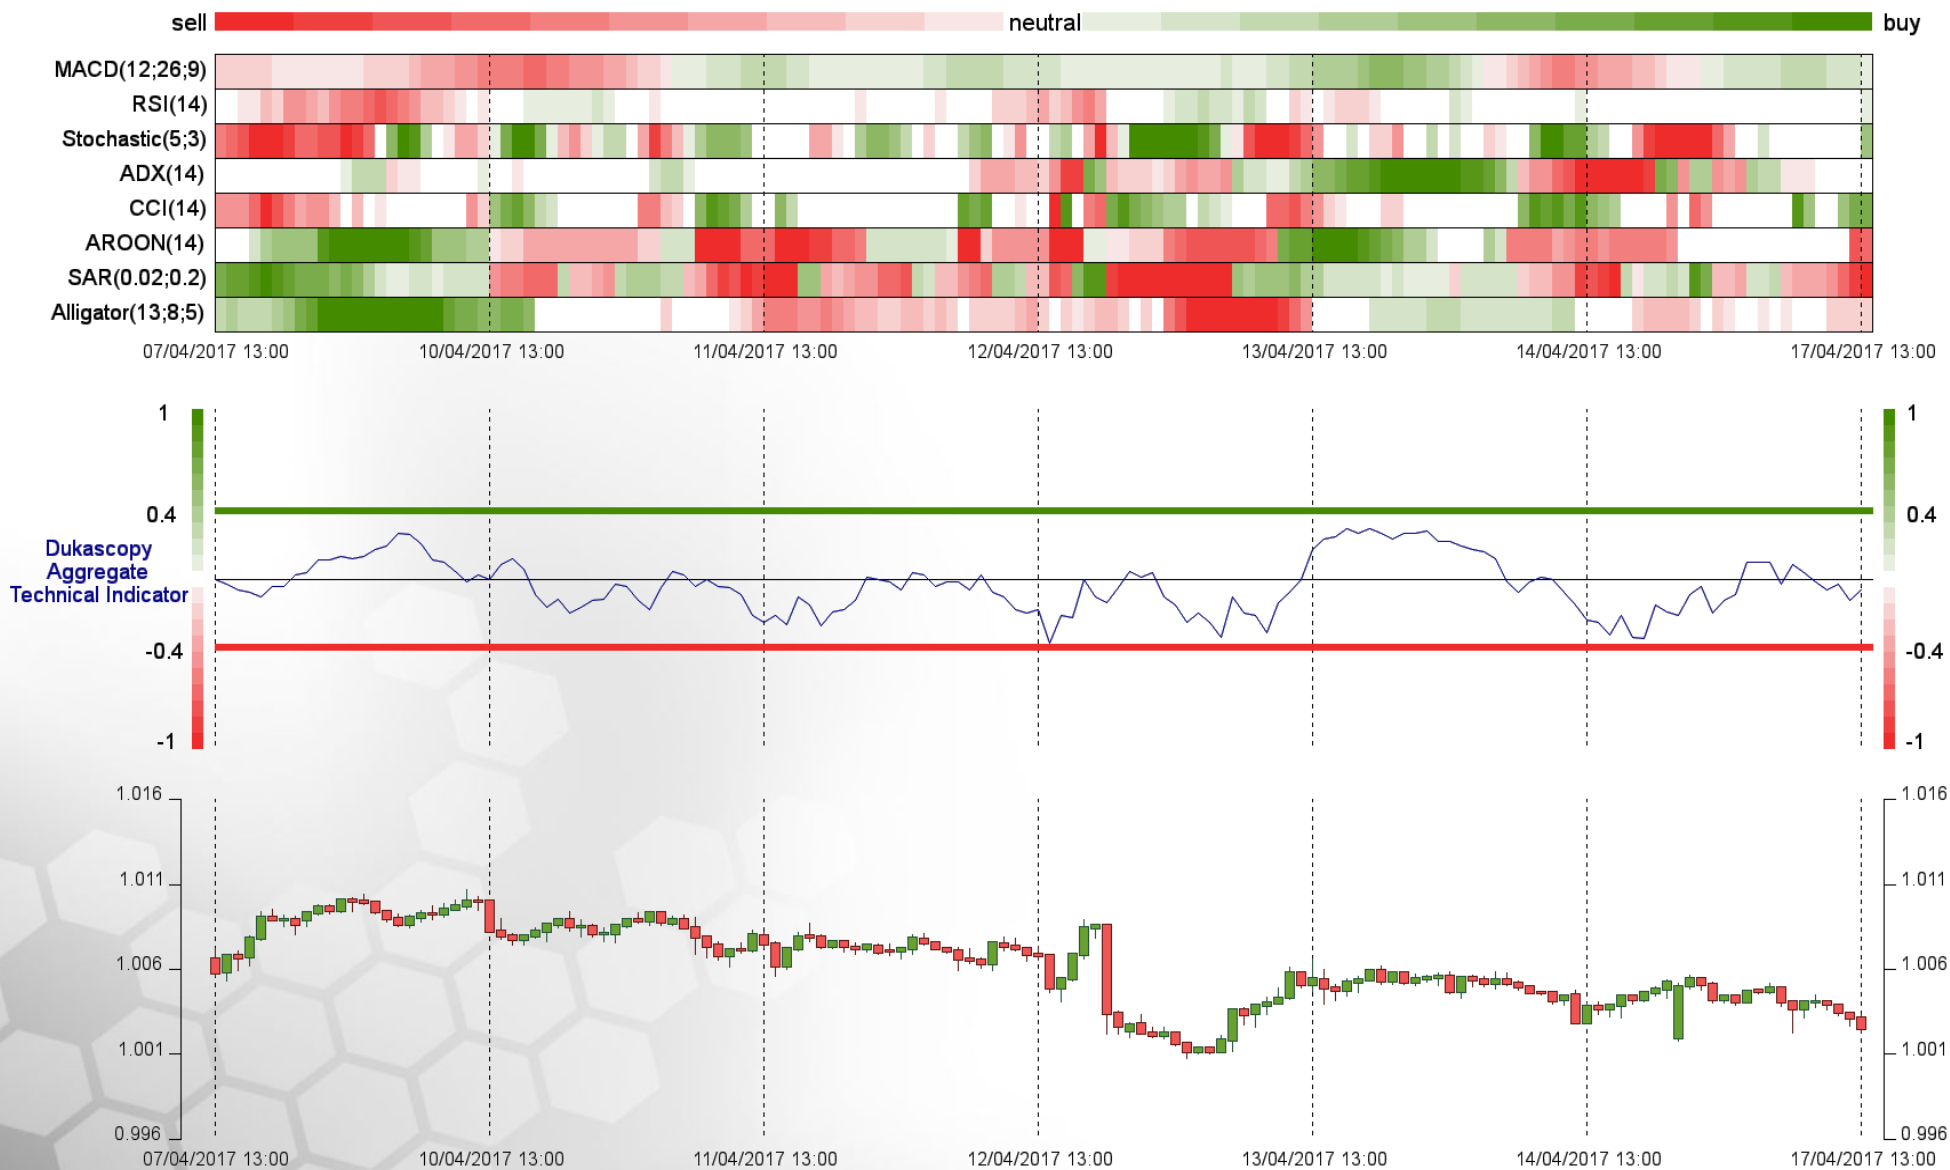 sell neutral buy
MACD(12;26;9)
RSI(14)
Stochastic(5;3)
ADX(14)
CCI(14)
AROON(14)
SAR(0.02;0.2)
Alligator(13;8;5)
07/04/2017 13:00 10/04/2017 13:00 11/04/2017 13:00 12/04/2017 13:00 13/04/2017 13:00 14/04/2017 13:00 17/04/2017 13:00
1 1
0.4 0.4
Dukascopy
Aggregate
Technical Indicator
-0.4 -0.4
-1 -1
1.016 1.016
1.011 1.011
1.006 1.006
1.001 1.001
0.996 0.996
07/04/2017 13:00 10/04/2017 13:00 11/04/2017 13:00 12/04/2017 13:00 13/04/2017 13:00 14/04/2017 13:00 17/04/2017 13:00